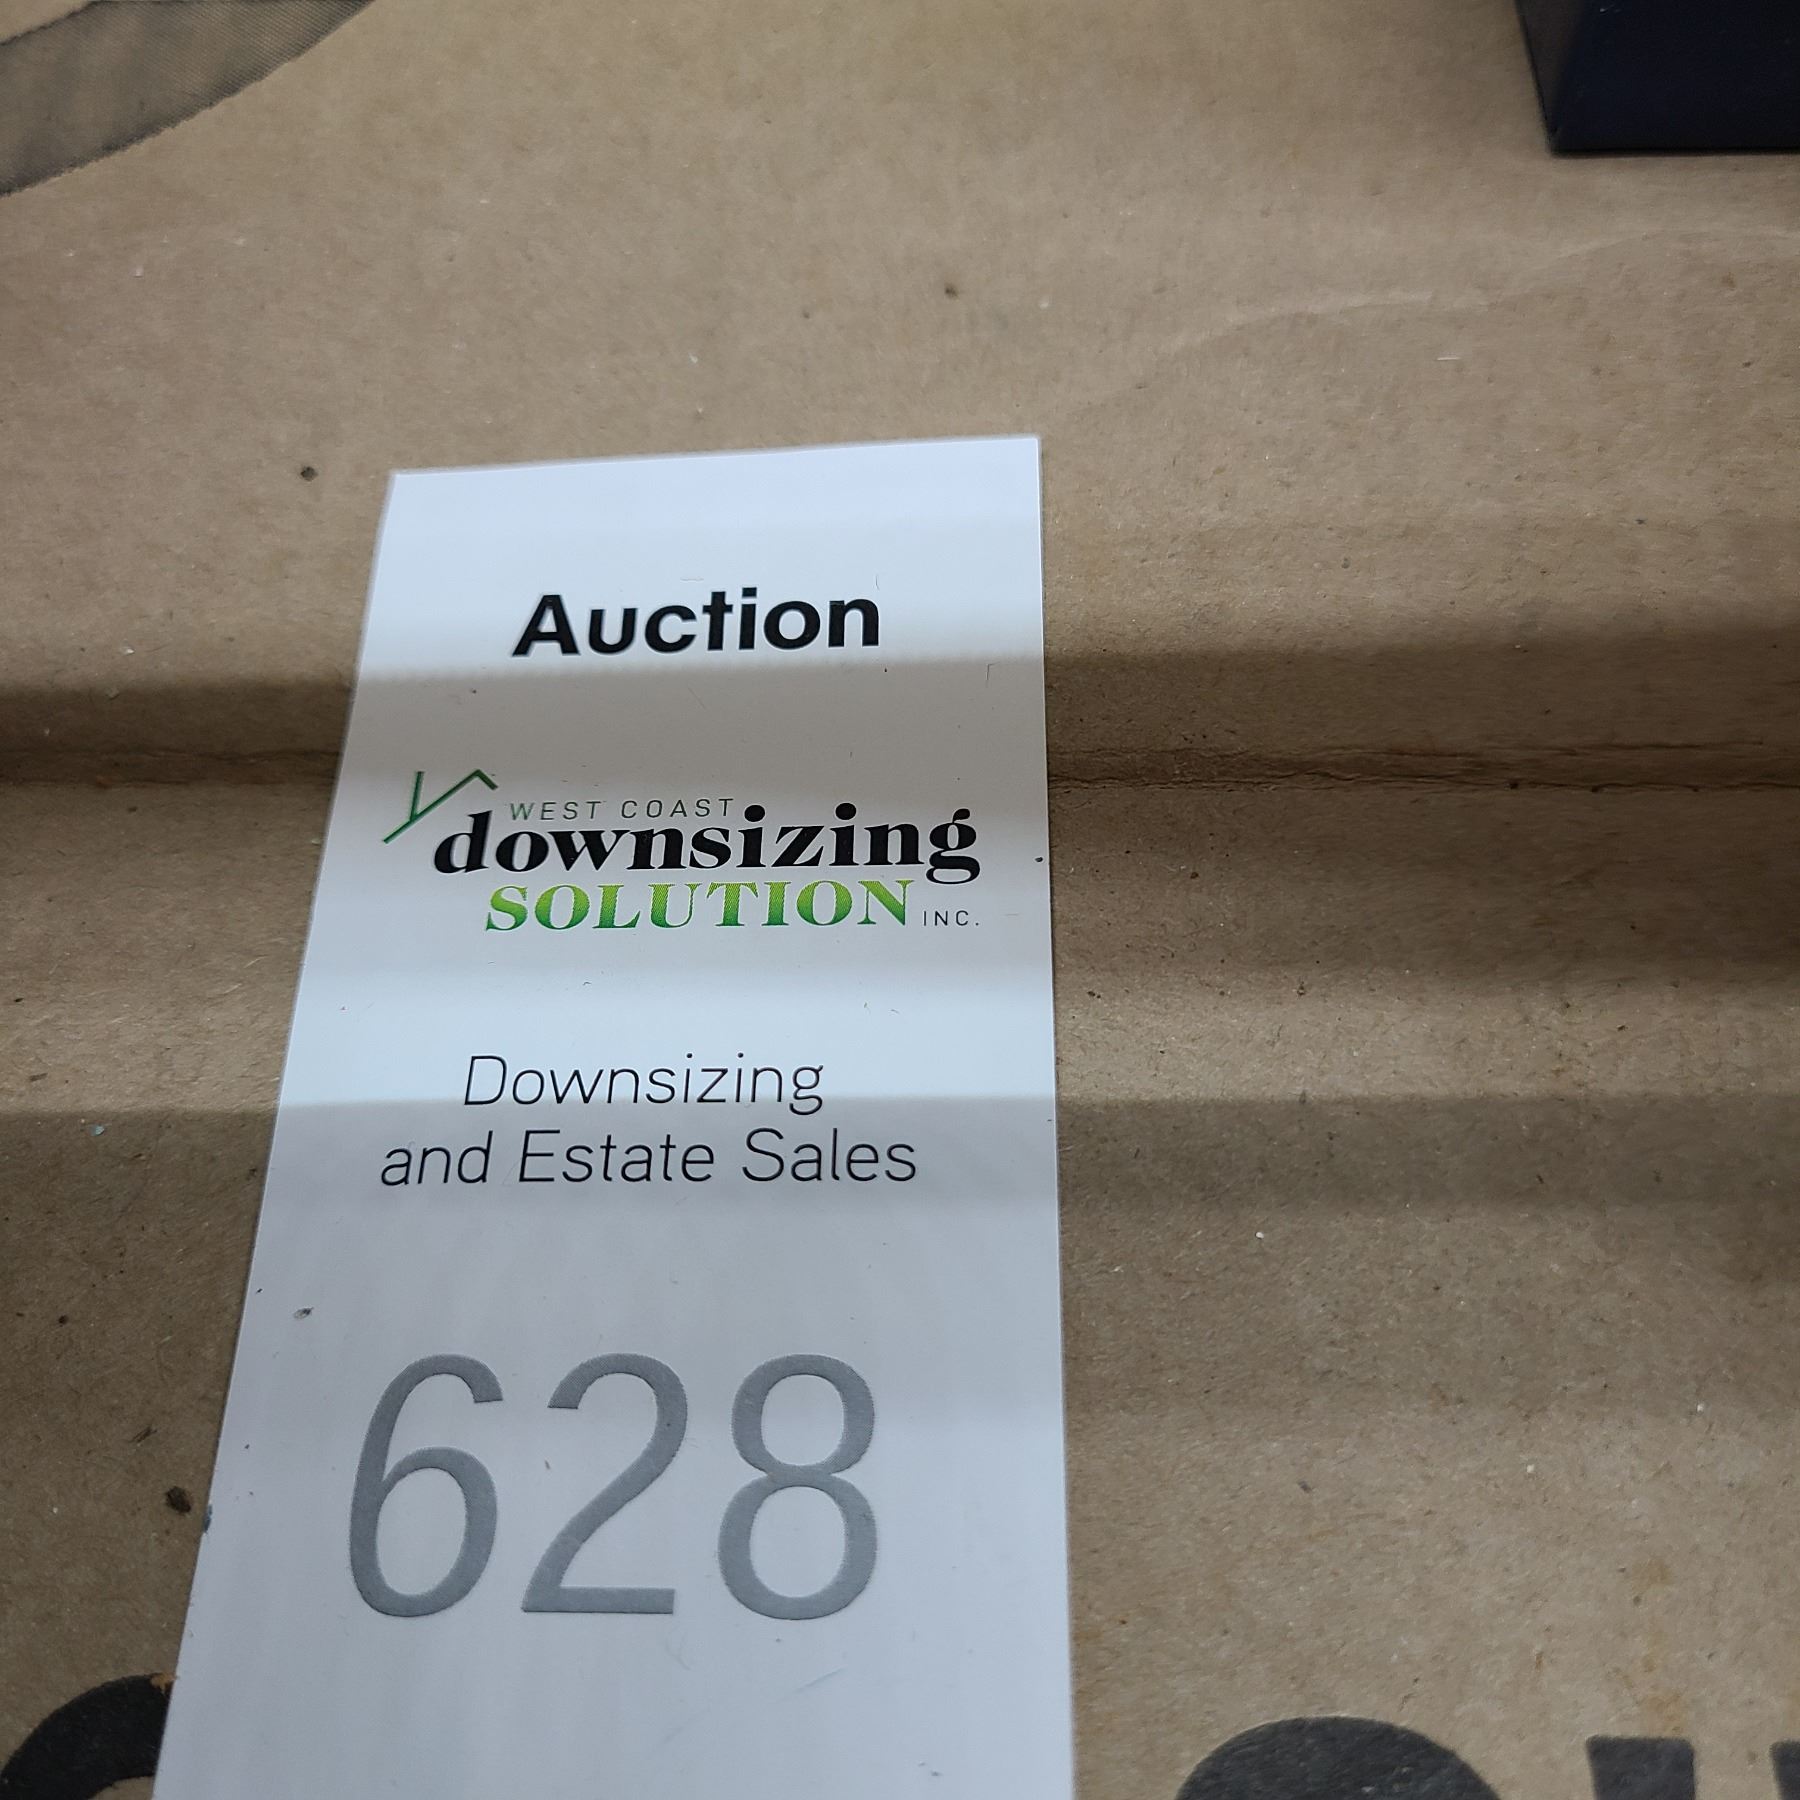 Auction
WEST COAST
downsizing
SOLUTION INC.
Downsizing
and Estate Sales
628